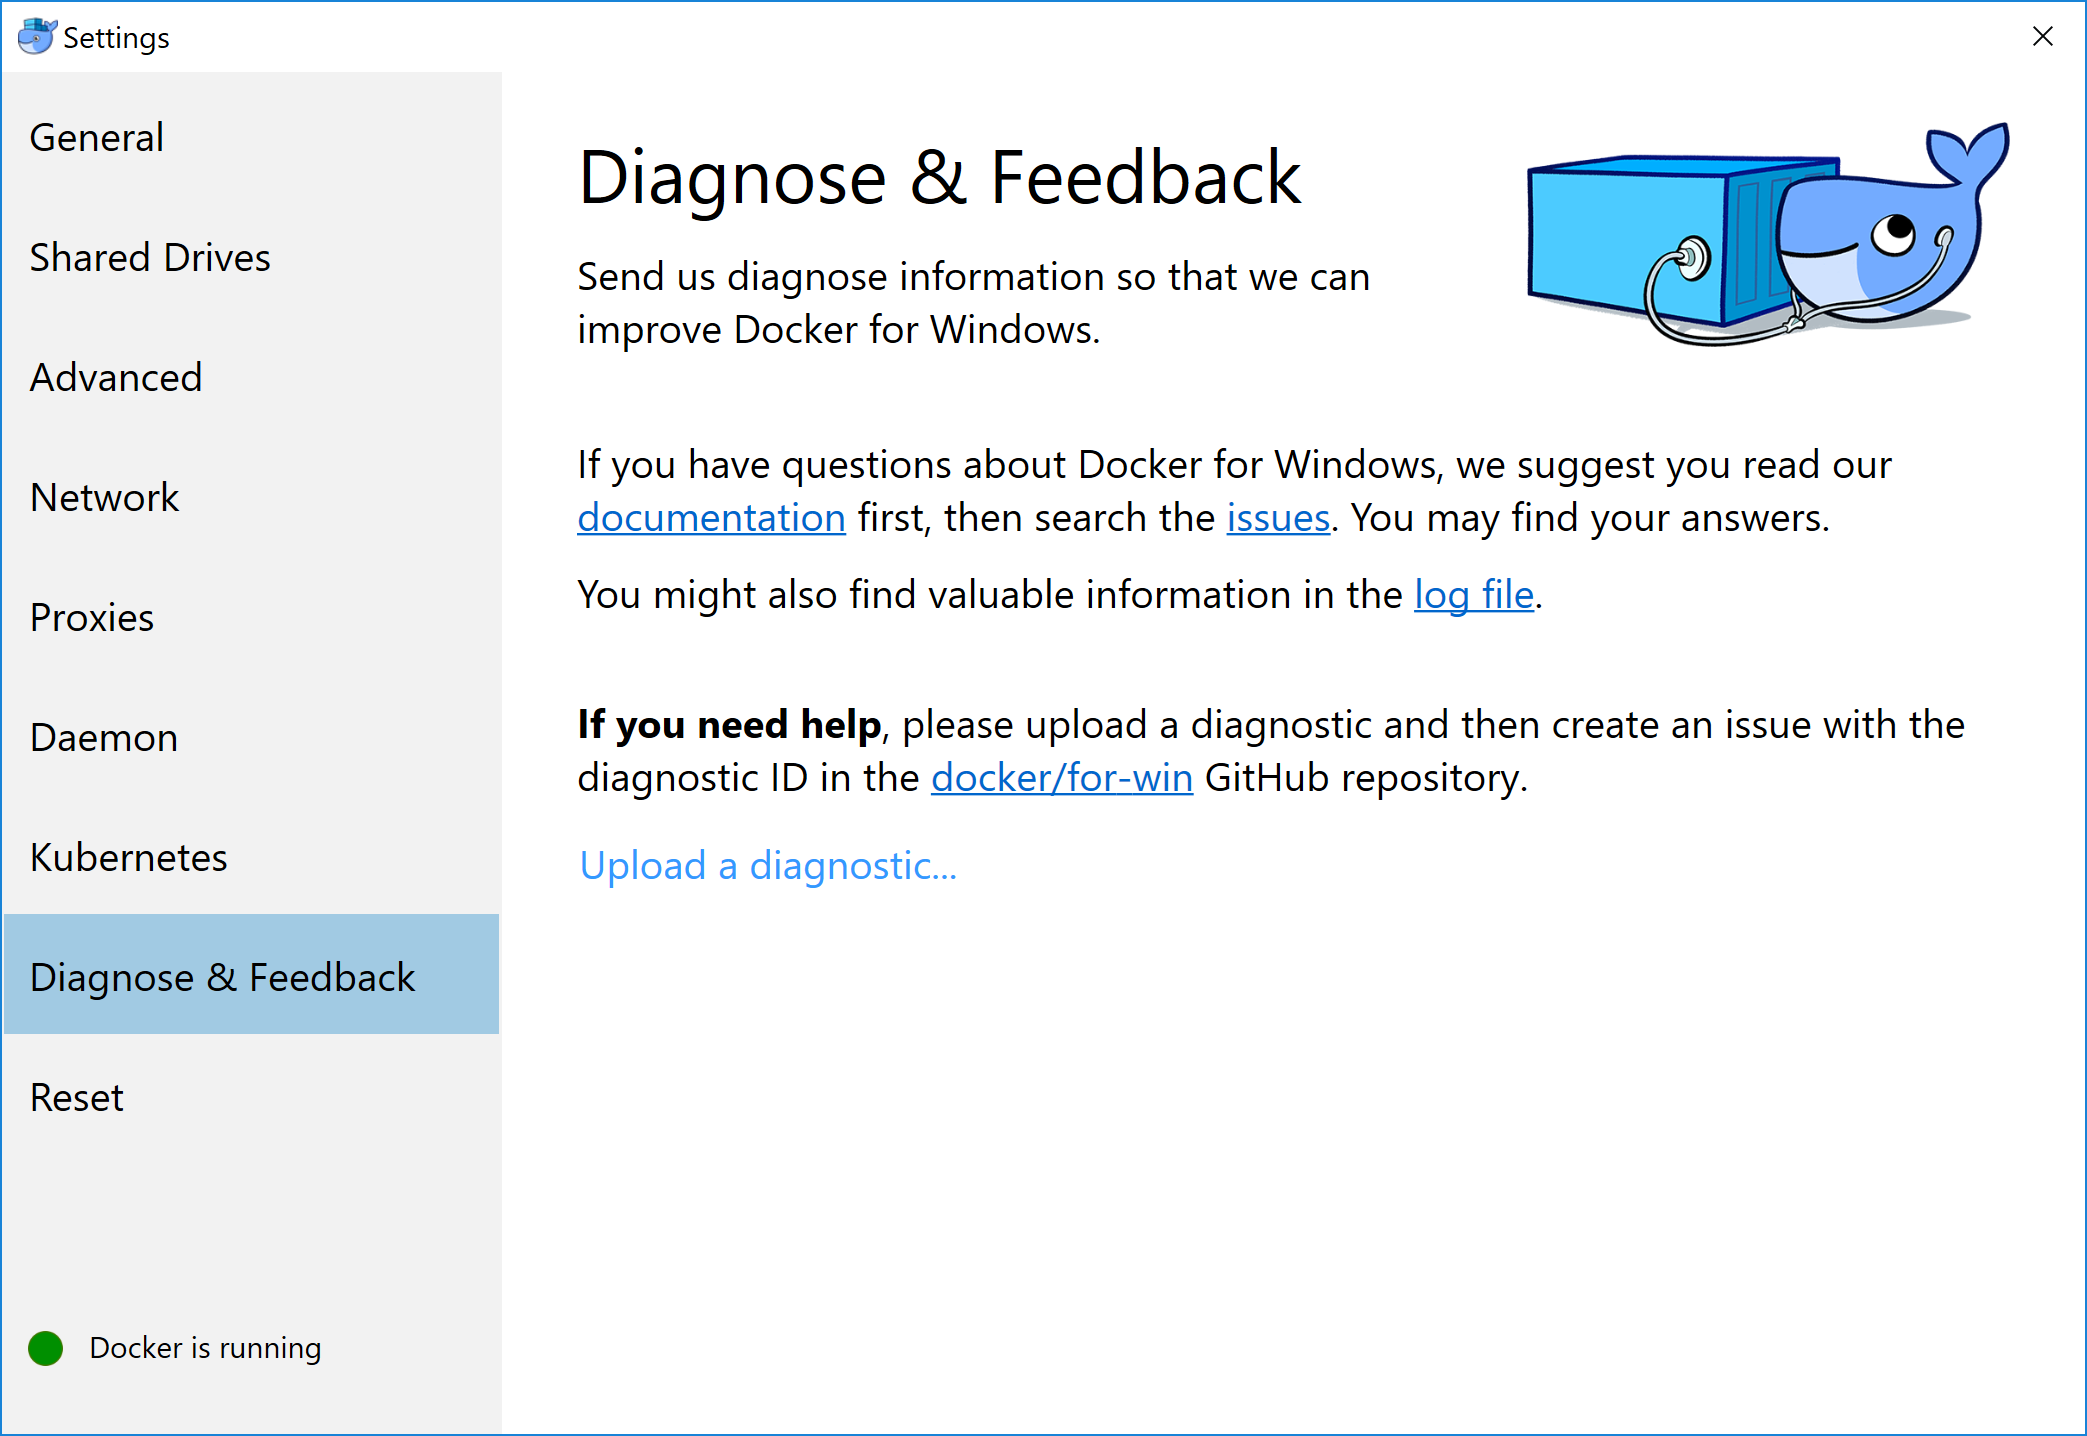 Settings
General
Shared Drives
Advanced
Network
Proxies
Daemon
Kubernetes
Diagnose & Feedback
Reset
Docker is running
Diagnose & Feedback
Send us diagnose information so that we can
improve Docker for Windows.
If you have questions about Docker for Windows, we suggest you read our
documentation first, then search the issues. You may find your answers.
You might also find valuable information in the log file.
If you need help, please upload a diagnostic and then create an issue with the
diagnostic ID in the docker/for-win GitHub repository.
Upload a diagnostic...